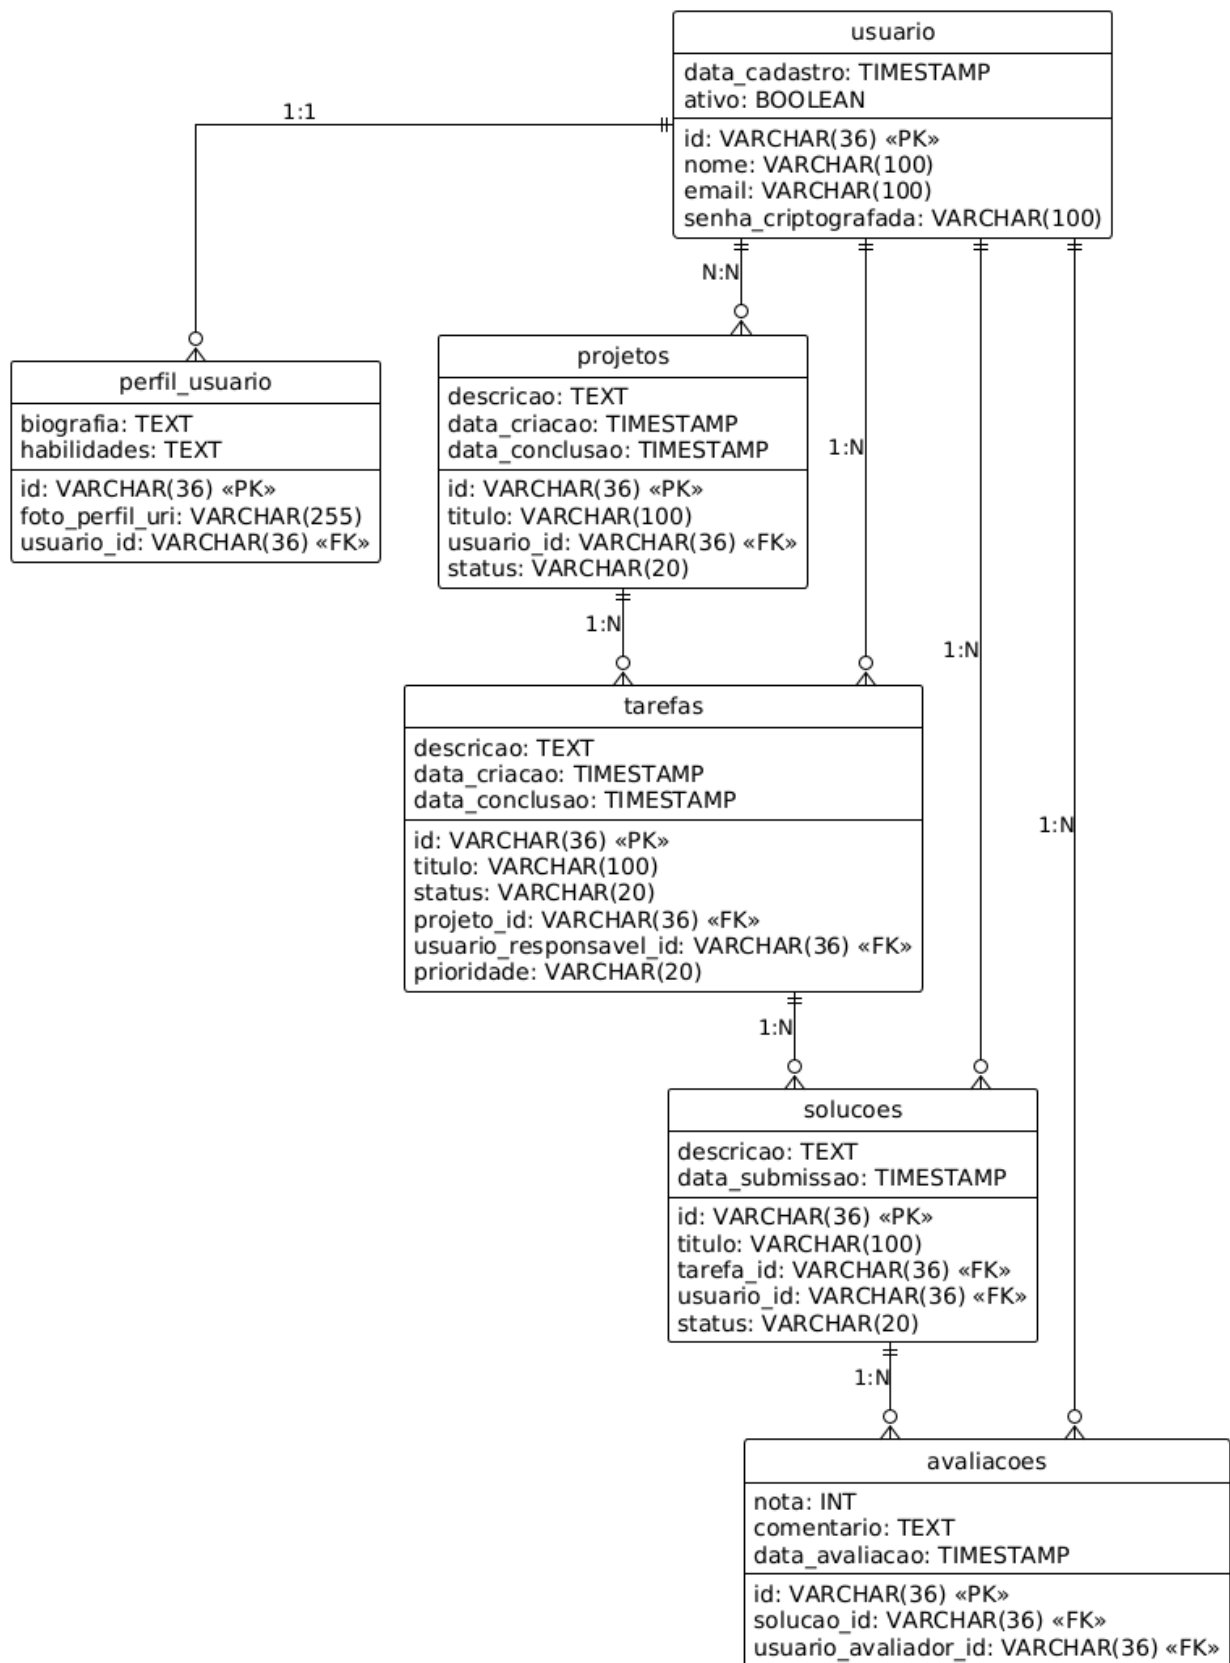 usuario
data_cadastro: TIMESTAMP
ativo: BOOLEAN
id: VARCHAR(36) «PK»
nome: VARCHAR(100)
email: VARCHAR(100)
senha_criptografada: VARCHAR(100)
1:1
N:N
perfil_usuario
biografia: TEXT
habilidades: TEXT
id: VARCHAR(36) «PK»
foto_perfil_uri: VARCHAR(255)
usuario_id: VARCHAR(36) «FK»
projetos
descricao: TEXT
data_criacao: TIMESTAMP
data_conclusao: TIMESTAMP
id: VARCHAR(36) «PK»
titulo: VARCHAR(100)
usuario_id: VARCHAR(36) «FK»
status: VARCHAR(20)
1:N
1:N
1:N
1:N
tarefas
descricao: TEXT
data_criacao: TIMESTAMP
data_conclusao: TIMESTAMP
id: VARCHAR(36) «PK»
titulo: VARCHAR(100)
status: VARCHAR(20)
projeto_id: VARCHAR(36) «FK»
usuario_responsavel_id: VARCHAR(36) «FK»
prioridade: VARCHAR(20)
1:N
solucoes
descricao: TEXT
data_submissao: TIMESTAMP
id: VARCHAR(36) «PK»
titulo: VARCHAR(100)
tarefa_id: VARCHAR(36) «FK»
usuario_id: VARCHAR(36) «FK»
status: VARCHAR(20)
1:N
avaliacoes
nota: INT
comentario: TEXT
data_avaliacao: TIMESTAMP
id: VARCHAR(36) «PK»
solucao_id: VARCHAR(36) «FK»
usuario_avaliador_id: VARCHAR(36) «FK»